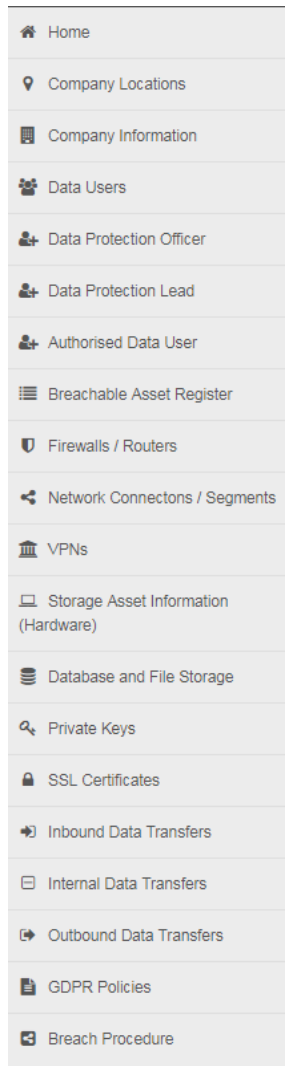 Home
Company Locations
Company Information
Data Users
Data Protection Officer
Data Protection Lead
Authorised Data User
Breachable Asset Register
Firewalls / Routers
Network Connectons / Segments
VPNs
Storage Asset Information
(Hardware)
Database and File Storage
Private Keys
SSL Certificates
Inbound Data Transfers
Internal Data Transfers
Outbound Data Transfers
GDPR Policies
Breach Procedure